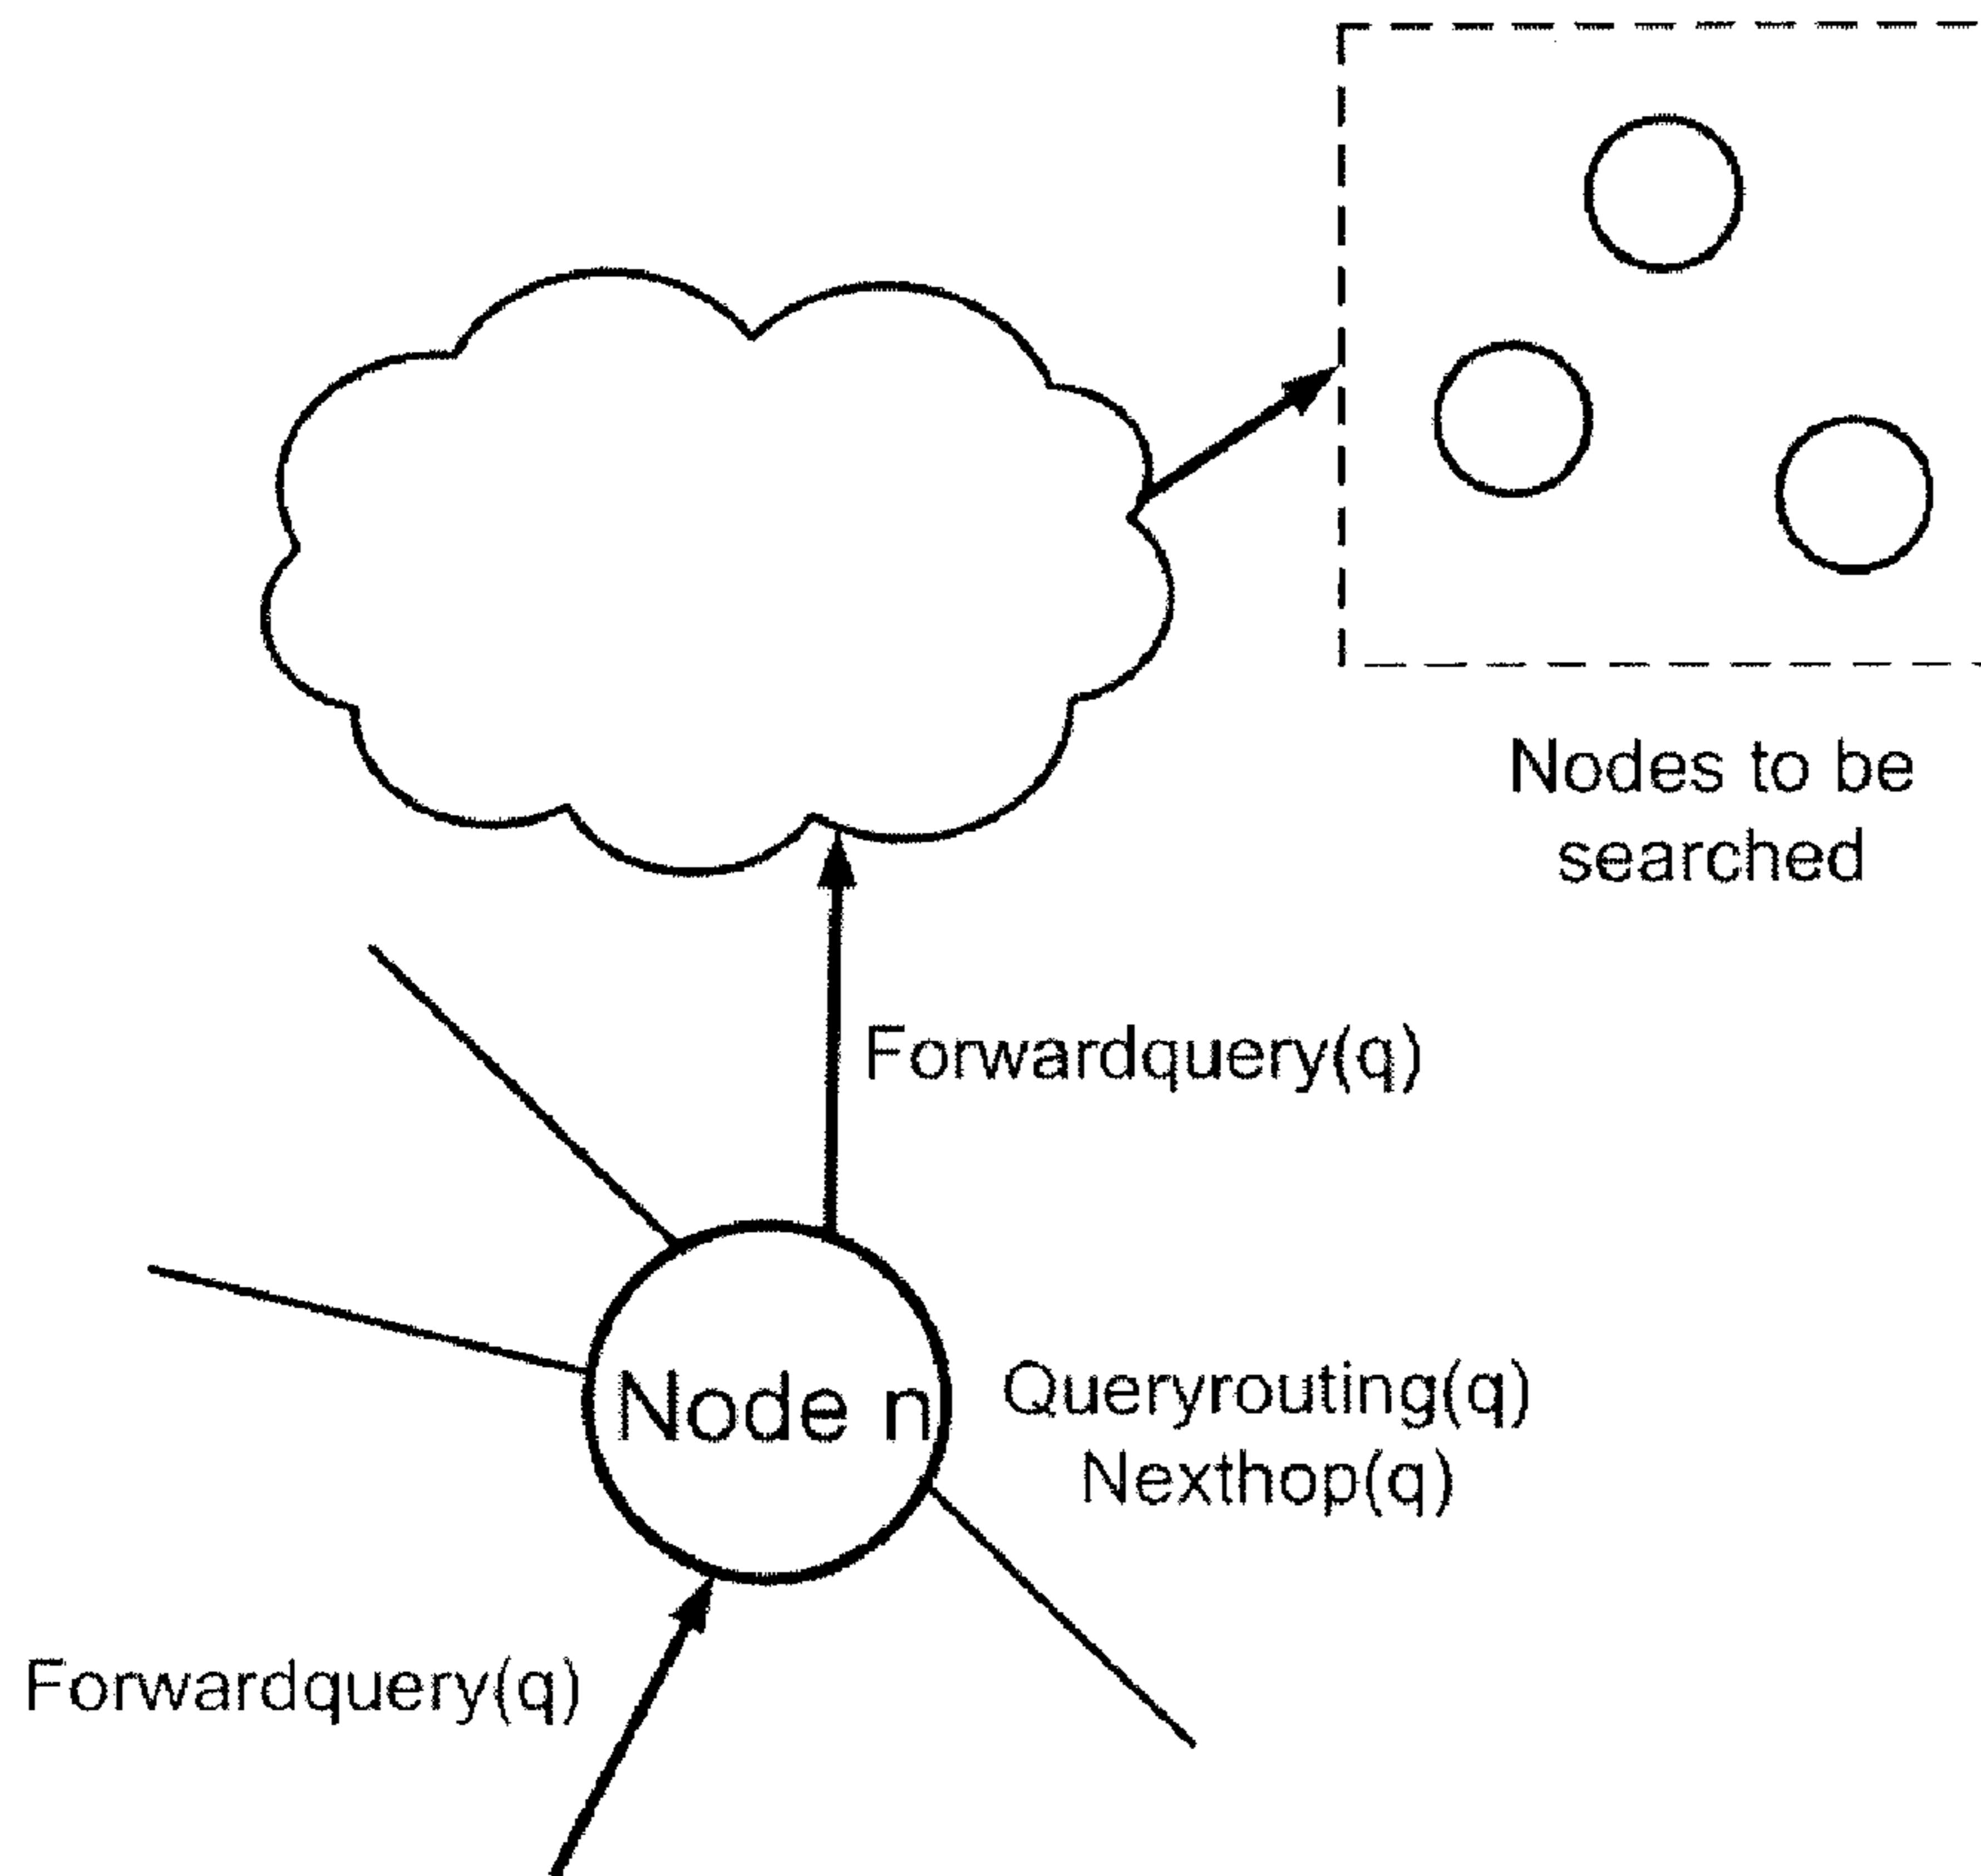 Nodes to be
searched
Forwardquery(q)
Node n
Queryrouting(q)
Nexthop(q)
Forwardquery(q)